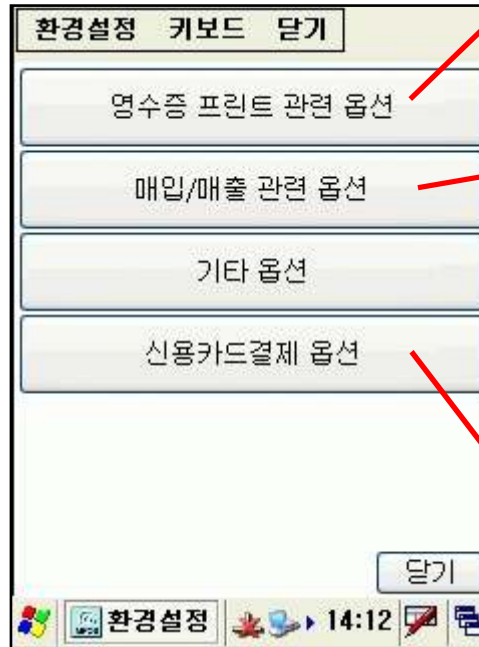 환경설정 키보드 닫기
영수증 프린트 관련 옵션
매입/매출 관련 옵션
기타 옵션
신용카드결제 옵션
닫기
환경설정 14:12